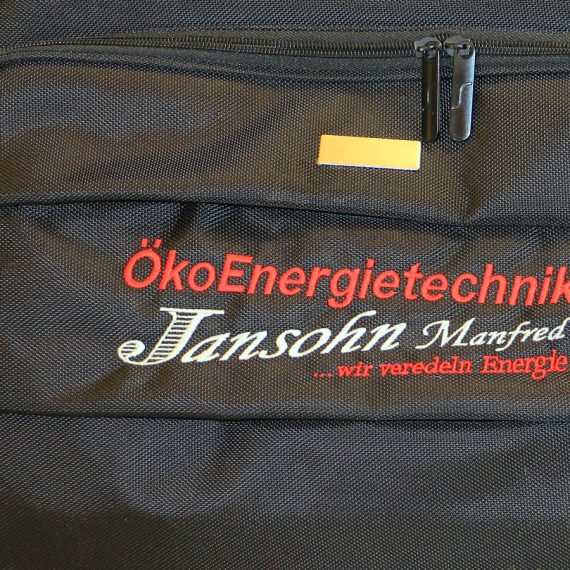 ÖkoEnergietechnik
Jansohn Manfred
...wir veredeln Energie